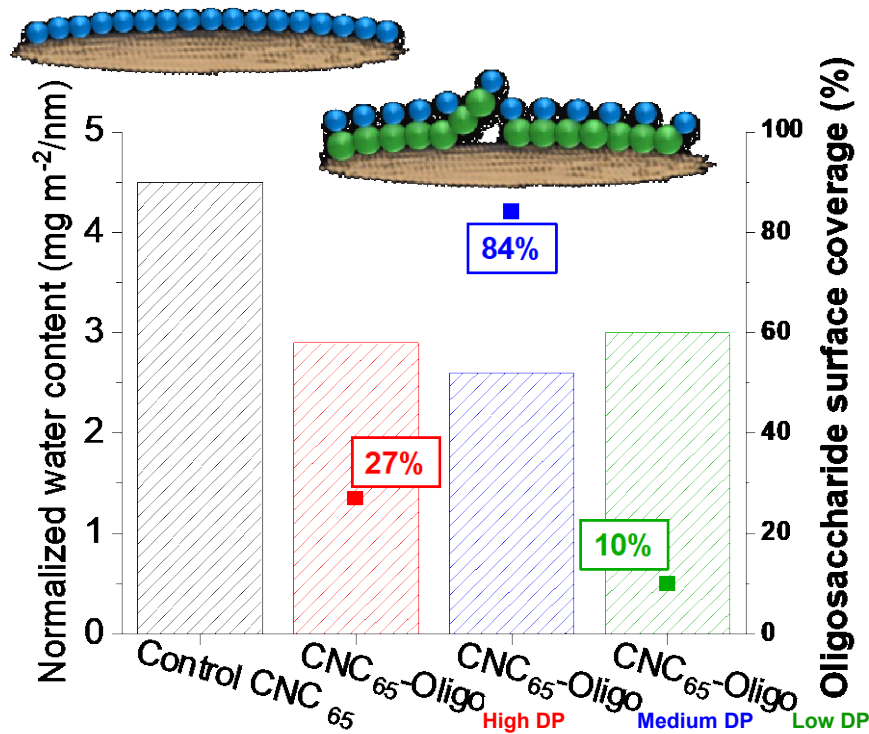 Normalized water content (mg m⁻²/nm)
5
4
3
2
1
0
84%
27%
10%
100
80
60
40
20
0
Oligosaccharide surface coverage (%)
Control CNC 65
CNC65-Oligo
High DP
CNC65-Oligo
Medium DP
CNC65-Oligo
Low DP